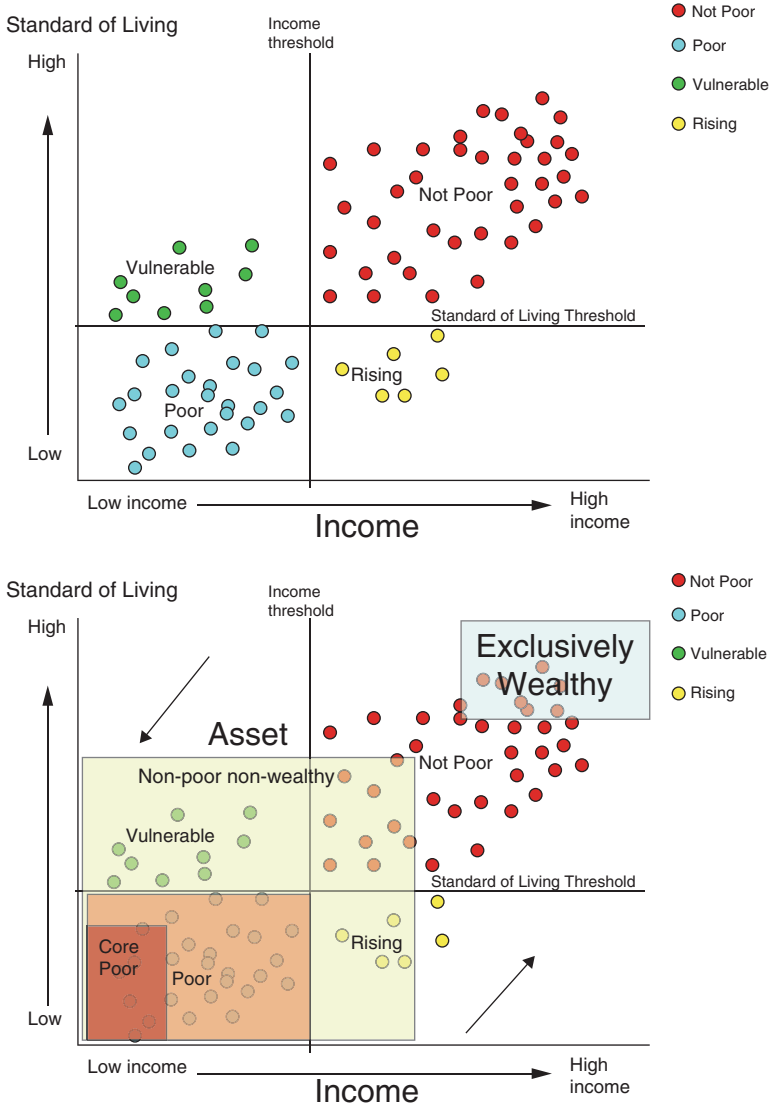 Standard of Living
Income
threshold
Not Poor
Poor
Vulnerable
Rising
High
Not Poor
Vulnerable
Standard of Living Threshold
Rising
Poor
Low
Low income
High
income
Income
Standard of Living
Income
threshold
Not Poor
Poor
Vulnerable
Rising
High
Exclusively
Wealthy
Asset
Non-poor non-wealthy
Not Poor
Vulnerable
Standard of Living Threshold
Core
Poor
Poor
Rising
Low
Low income
High
income
Income